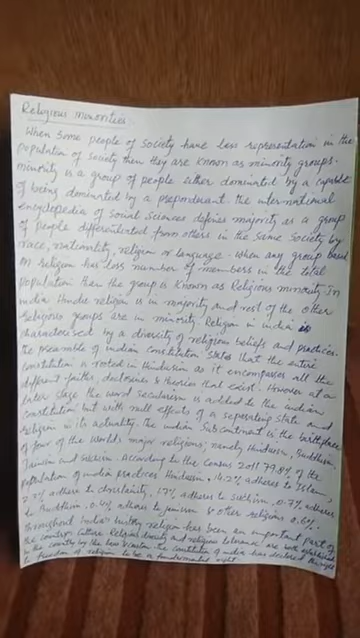 Religious minorities
When some people of society have less representation in the
population of society then they are known as minority groups.
minority is a group of people either dominated by a capable
of being dominated by a prepondurant. the international
encyclopedia of Social Sciences defines majority as a group
of people differentiated from others in the same society by
race, nationality, religion or language. when any group based
on religion has less number of members in the total
population then the group is known as Religious minority. In
india Hindu religion is in majority and rest of the other
religious groups are in minority. Religion in india is
characterised by a diversity of religious beliefs and practices.
the preamble of indian constitution states that the entire
constitution is rooted in Hinduism as it encompasses all the
different faiths, doctrines & theories that exist. However at a
later stage the word secularism is added to the indian
constitution but with null effects of a seperating state and
religion in its actuality. the indian Subcontinent is the birthplace
of four of the world's major religions; namely Hinduism, Buddhism
Jainism and Sikhism. According to the census 2011 79.8% of the
population of india practices Hinduism, 14.2% adheres to Islam,
adheres to christianity, 1.7% adheres to Sikhism, 0.7% adheres
to Buddhism, 0.4% adheres to jainism & other religions 0.6%.
throughout India's history religion has been an important part of
the country's culture. Religious diversity and religious tolerance are both established
in the country by the law & custom. the constitution of india has declared the right
to freedom of religion to be a fundamental right